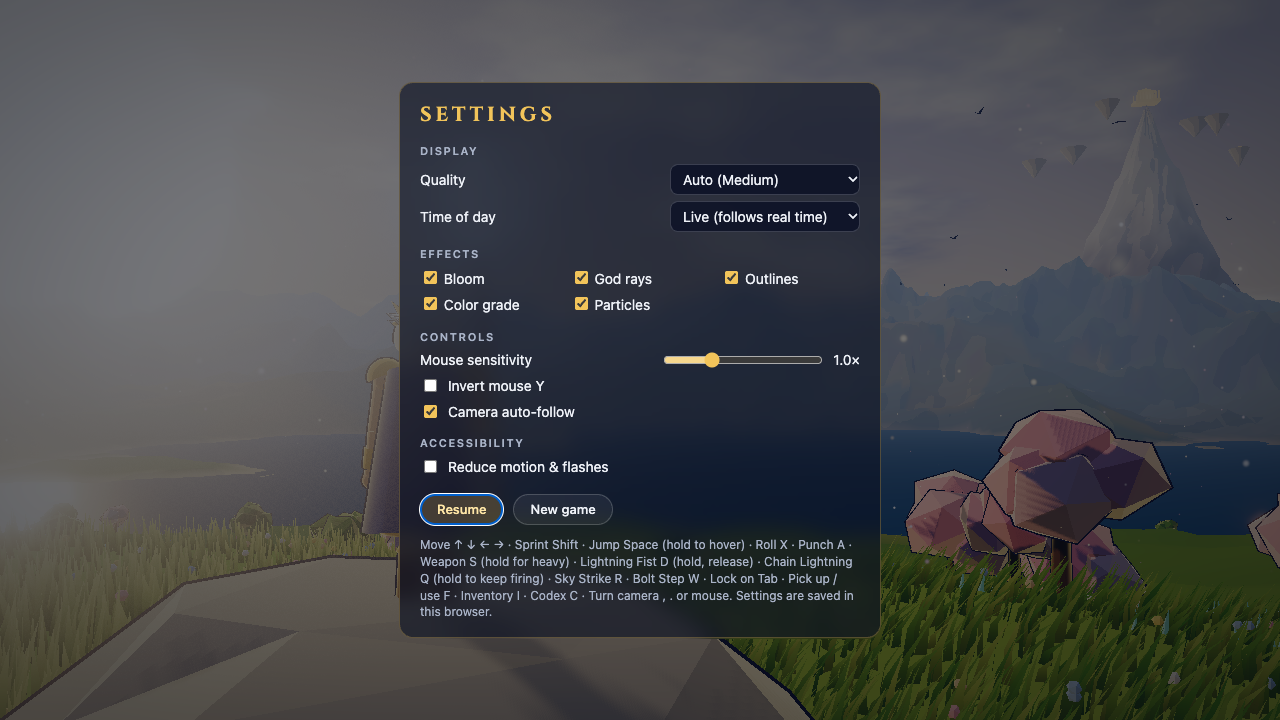 SETTINGS
DISPLAY
Quality
Auto (Medium)
Time of day
Live (follows real time)
EFFECTS
Bloom
God rays
Outlines
Color grade
Particles
CONTROLS
Mouse sensitivity
1.0×
Invert mouse Y
Camera auto-follow
ACCESSIBILITY
Reduce motion & flashes
Resume
New game
Move ↑ ↓ ← → · Sprint Shift · Jump Space (hold to hover) · Roll X · Punch A ·
Weapon S (hold for heavy) · Lightning Fist D (hold, release) · Chain Lightning
Q (hold to keep firing) · Sky Strike R · Bolt Step W · Lock on Tab · Pick up /
use F · Inventory I · Codex C · Turn camera , . or mouse. Settings are saved in
this browser.